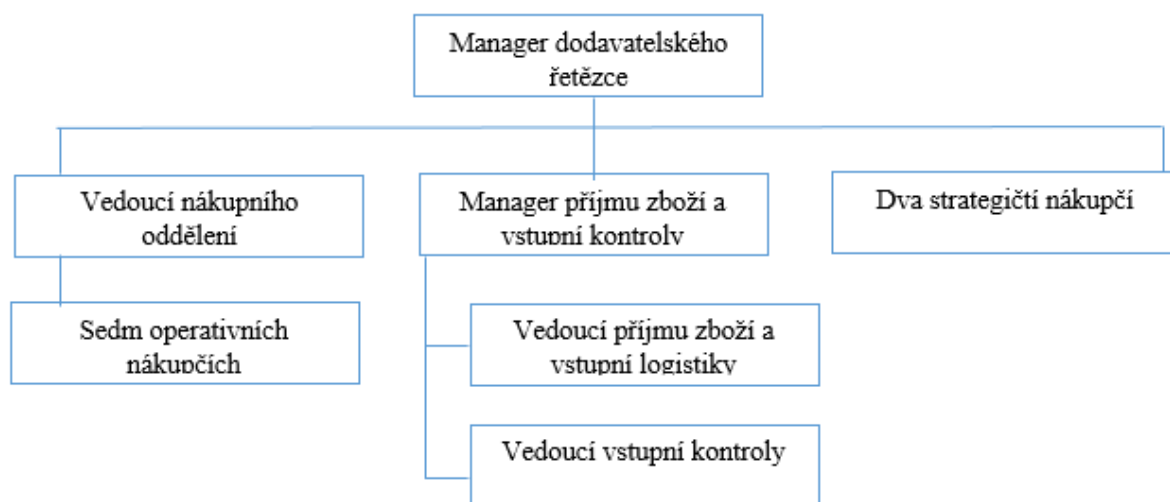 Manager dodavatelského
řetězce
Vedoucí nákupního
oddělení
Manager příjmu zboží a
vstupní kontroly
Dva strategičtí nákupčí
Sedm operativních
nákupčích
Vedoucí příjmu zboží a
vstupní logistiky
Vedoucí vstupní kontroly